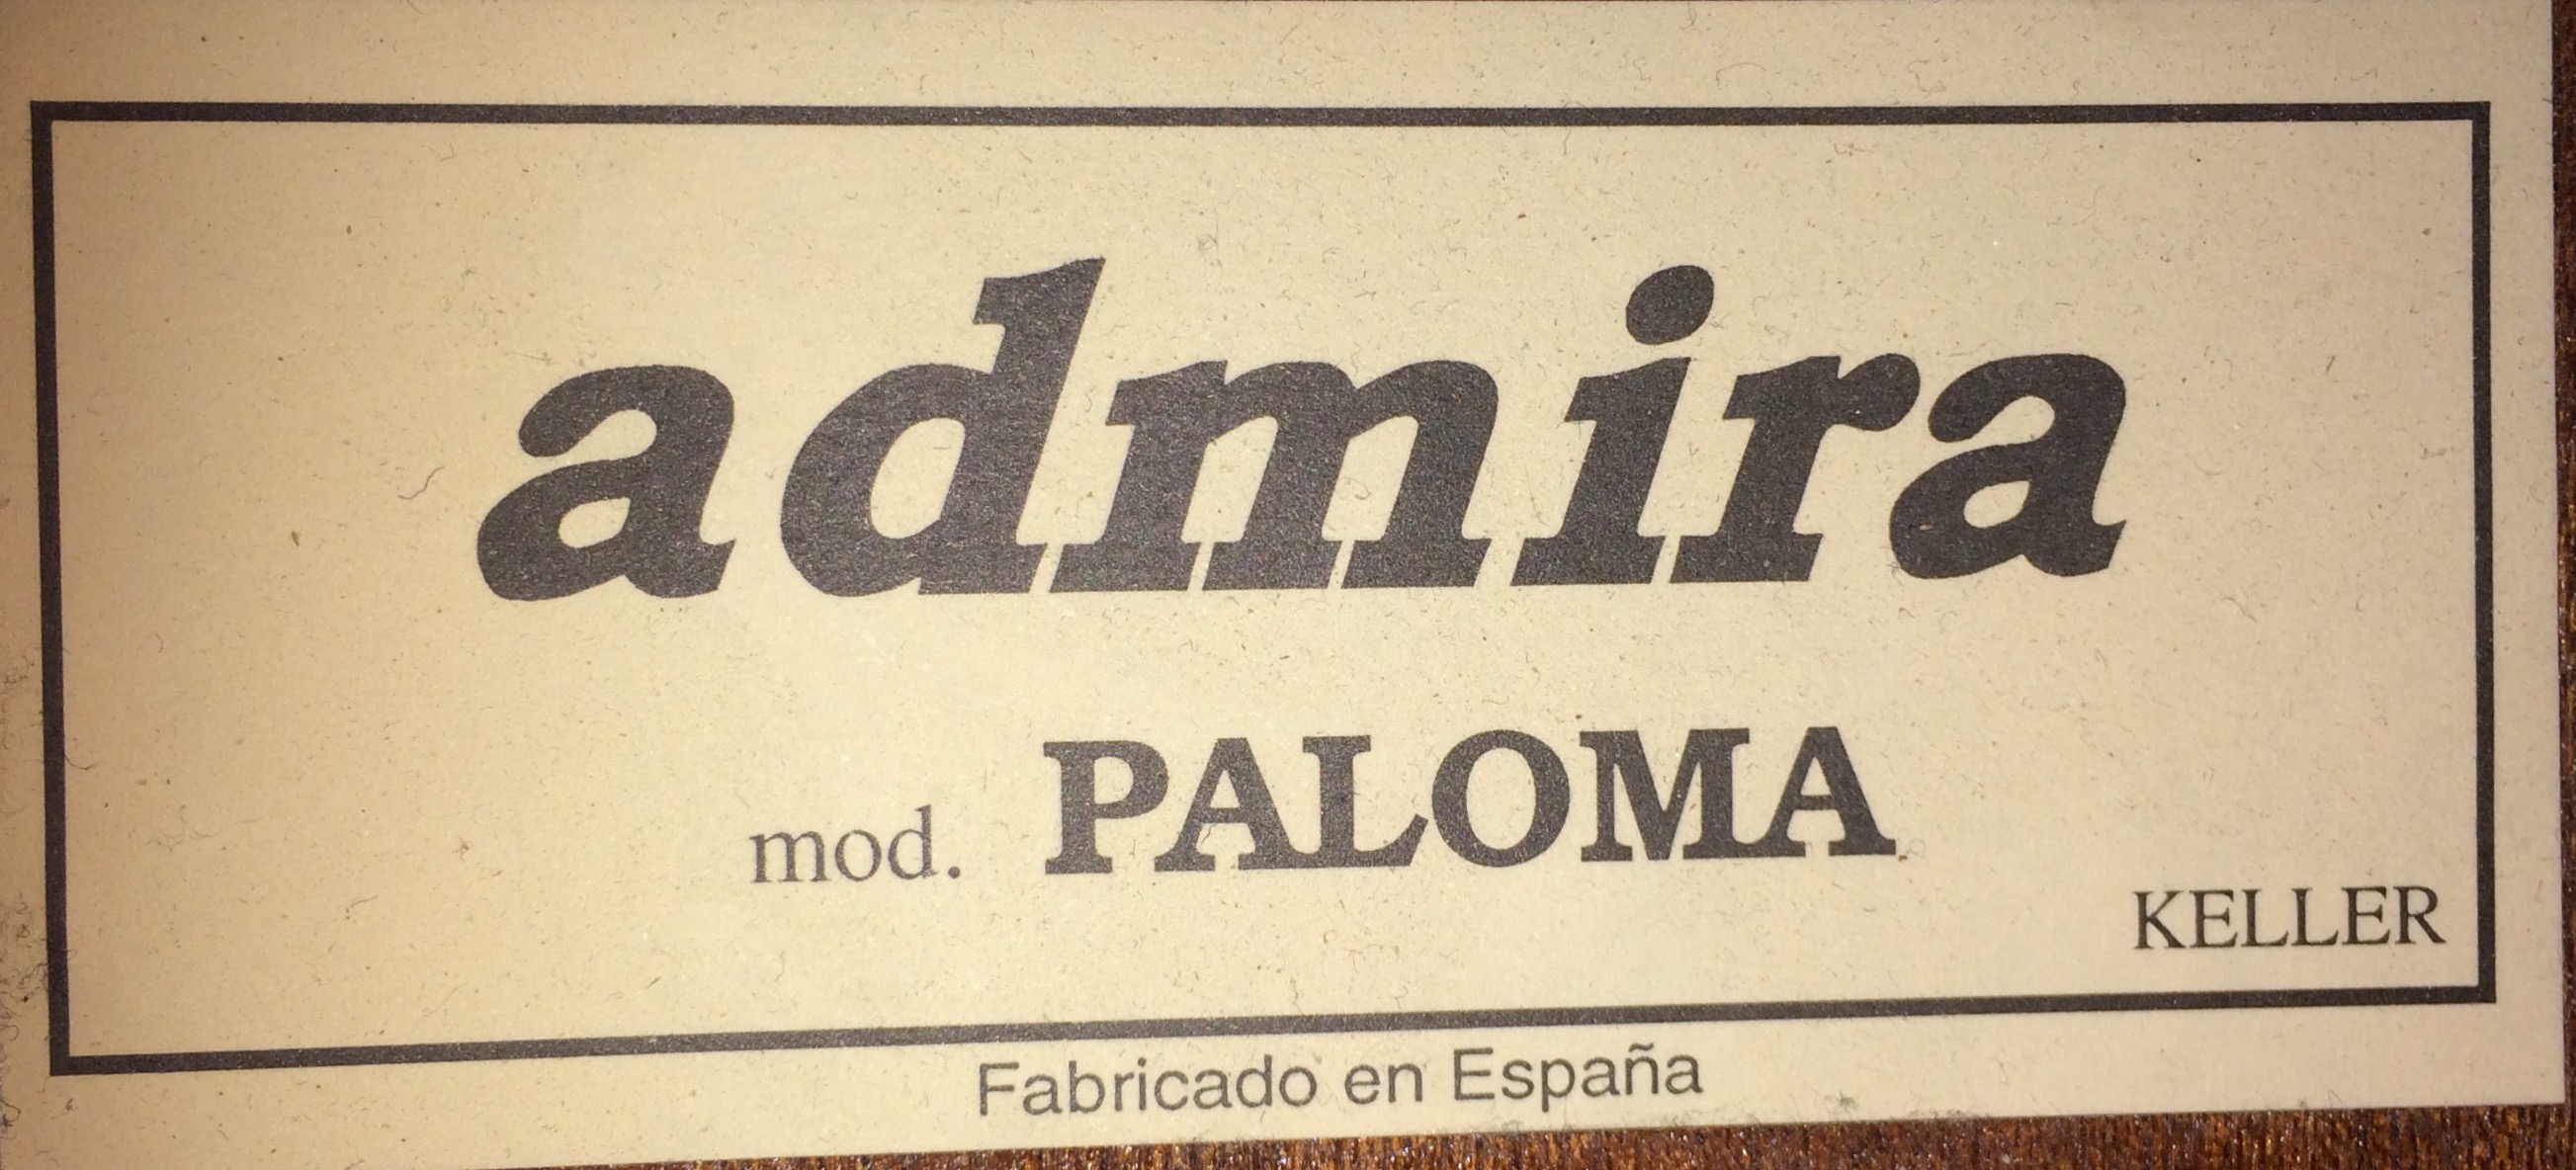 admira
mod. PALOMA
KELLER
Fabricado en España